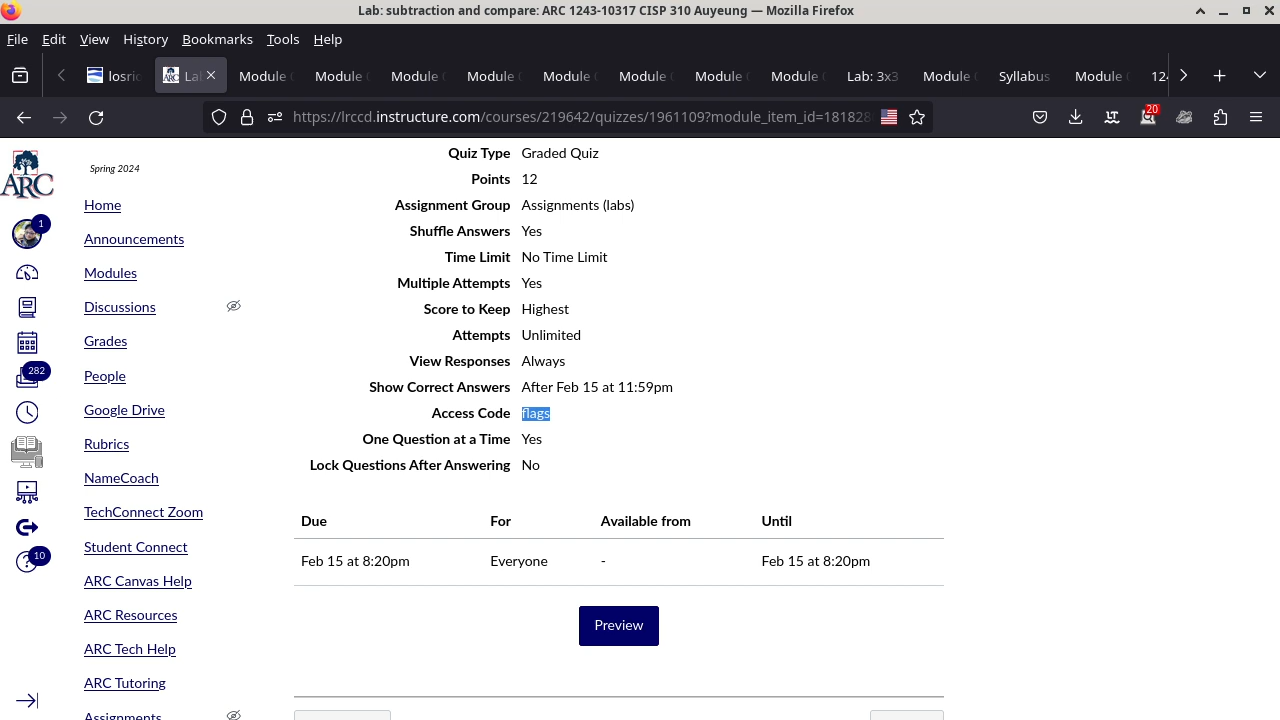 Lab: subtraction and compare: ARC 1243-10317 CISP 310 Auyeung — Mozilla Firefox
File Edit View History Bookmarks Tools Help
losric La Module Module Module Module Module Module Module Module Lab: 3x3 Module Syllabus Module 124
https://lrccd.instructure.com/courses/219642/quizzes/1961109?module_item_id=181828 20
ARC
Spring 2024
1
282
10
Home
Announcements
Modules
Discussions
Grades
People
Google Drive
Rubrics
NameCoach
TechConnect Zoom
Student Connect
ARC Canvas Help
ARC Resources
ARC Tech Help
ARC Tutoring
Assignments
Quiz Type Graded Quiz
Points 12
Assignment Group Assignments (labs)
Shuffle Answers Yes
Time Limit No Time Limit
Multiple Attempts Yes
Score to Keep Highest
Attempts Unlimited
View Responses Always
Show Correct Answers After Feb 15 at 11:59pm
Access Code flags
One Question at a Time Yes
Lock Questions After Answering No
Due For Available from Until
Feb 15 at 8:20pm Everyone - Feb 15 at 8:20pm
Preview